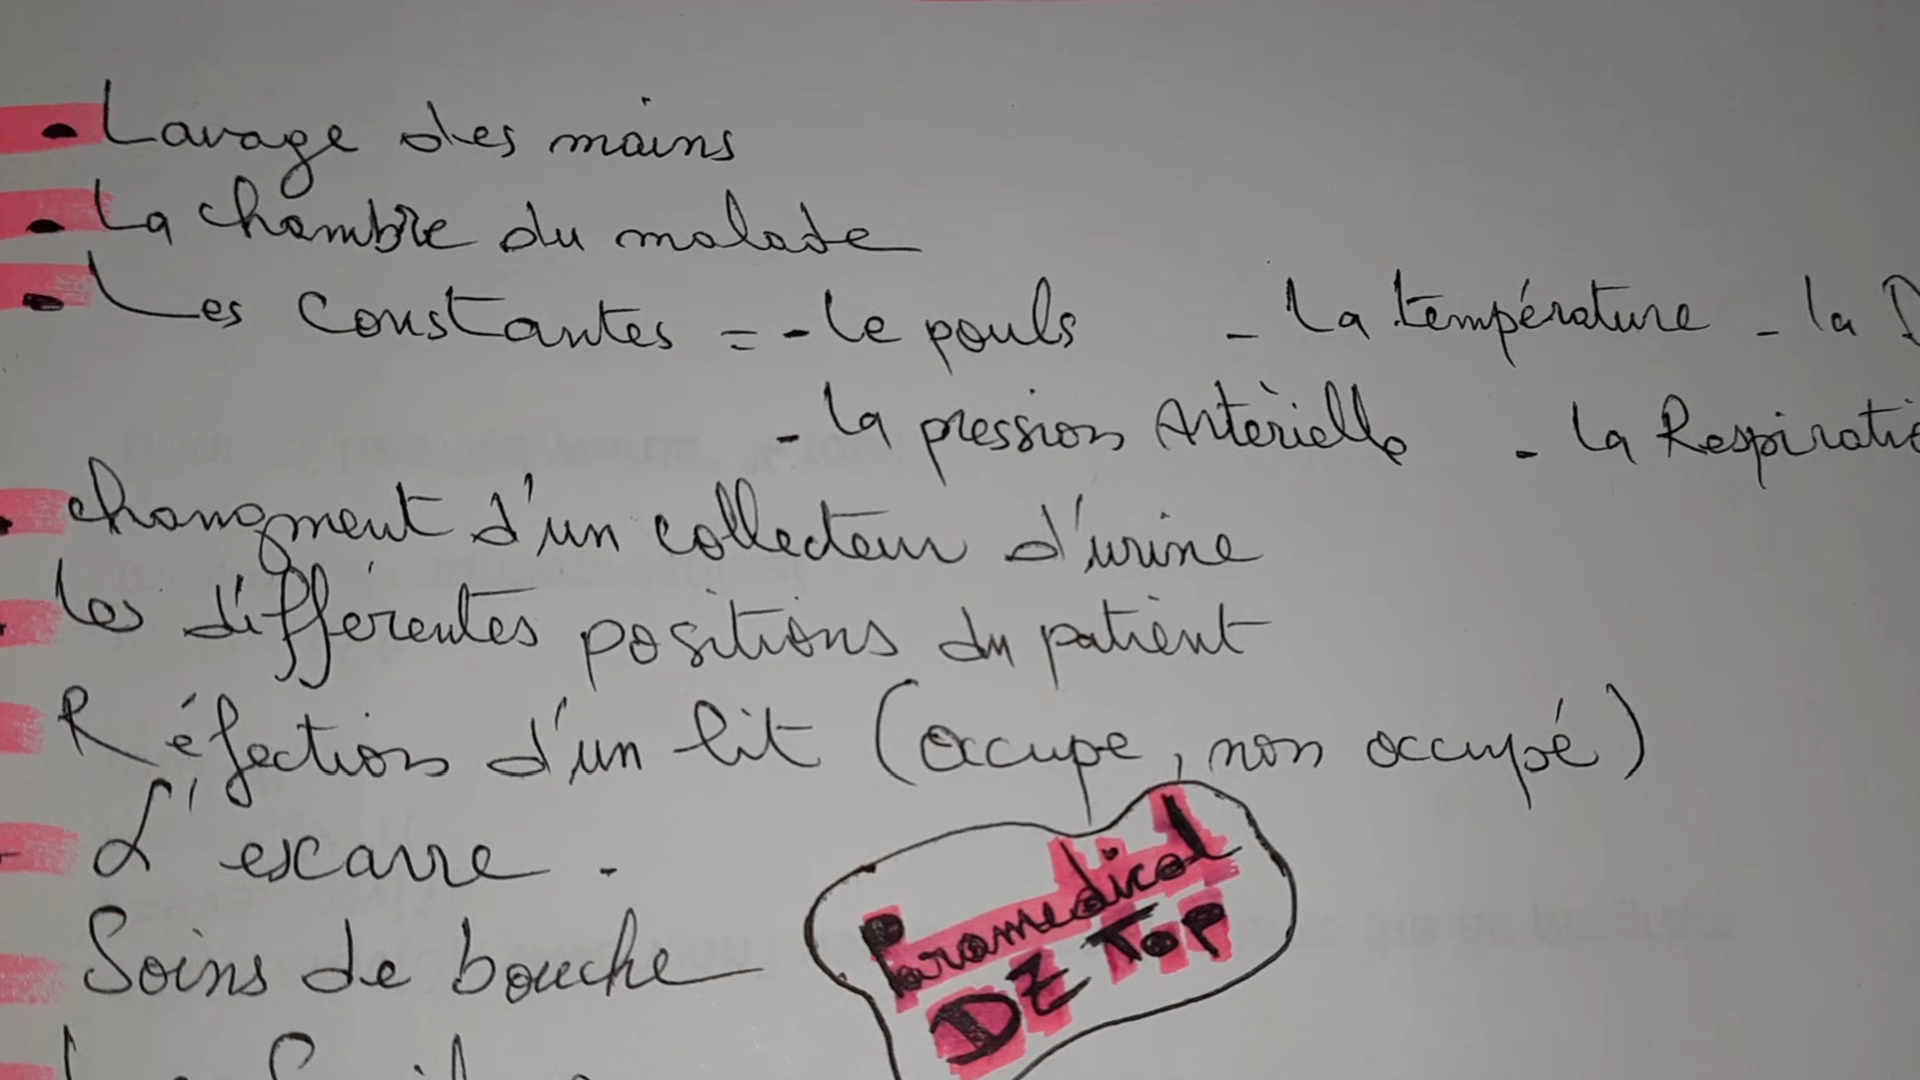 - Lavage des mains
- La chambre du malade
- Les constantes = - le pouls - La température - la
- la pression Artèrielle - la Respiratio
. changment d'un collecteur d'urine
. les différentes positions du patient
Réfection d'un lit (occupe, non occupé)
- L'escarre .
Soins de bouche
Paramedical
DZ TOP